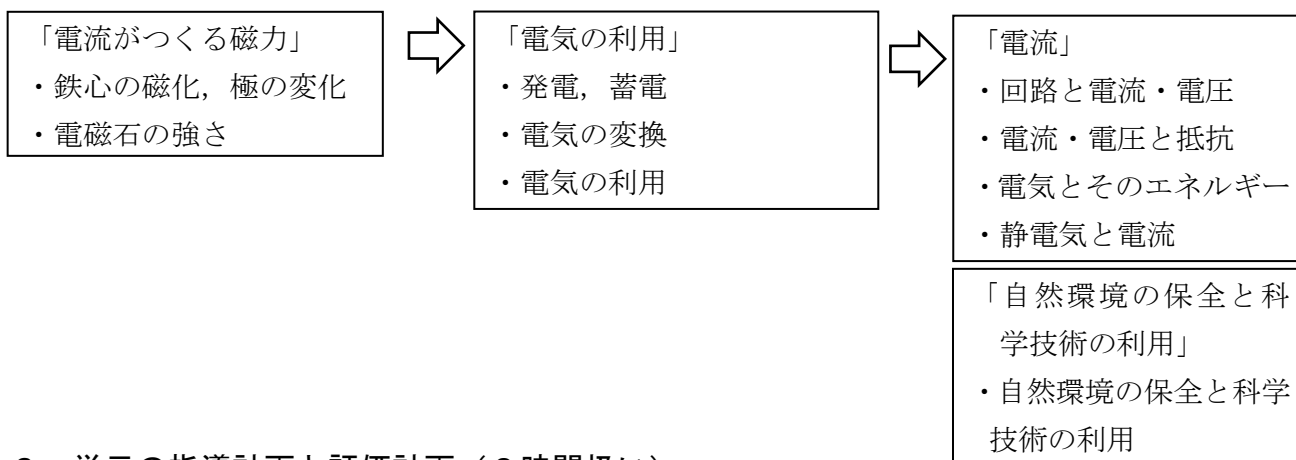 「電流がつくる磁力」
・鉄心の磁化，極の変化
・電磁石の強さ
「電気の利用」
・発電，蓄電
・電気の変換
・電気の利用
「電流」
・回路と電流・電圧
・電流・電圧と抵抗
・電気とそのエネルギー
・静電気と電流
「自然環境の保全と科
学技術の利用」
・自然環境の保全と科学
技術の利用